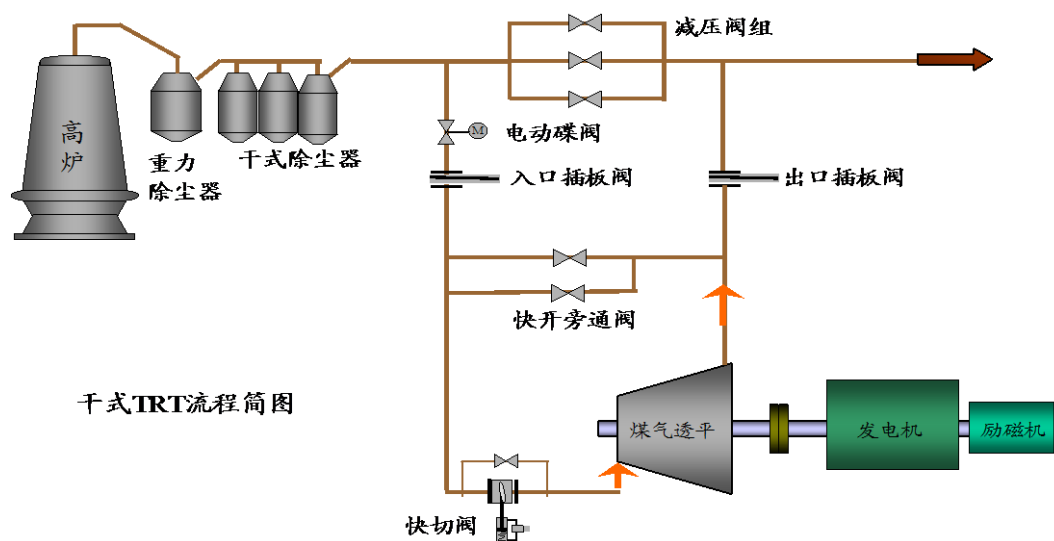 减压阀组
高
炉
重力
除尘器
干式除尘器
M
电动碟阀
入口插板阀
出口插板阀
快开旁通阀
干式TRT流程简图
煤气透平
发电机
励磁机
快切阀